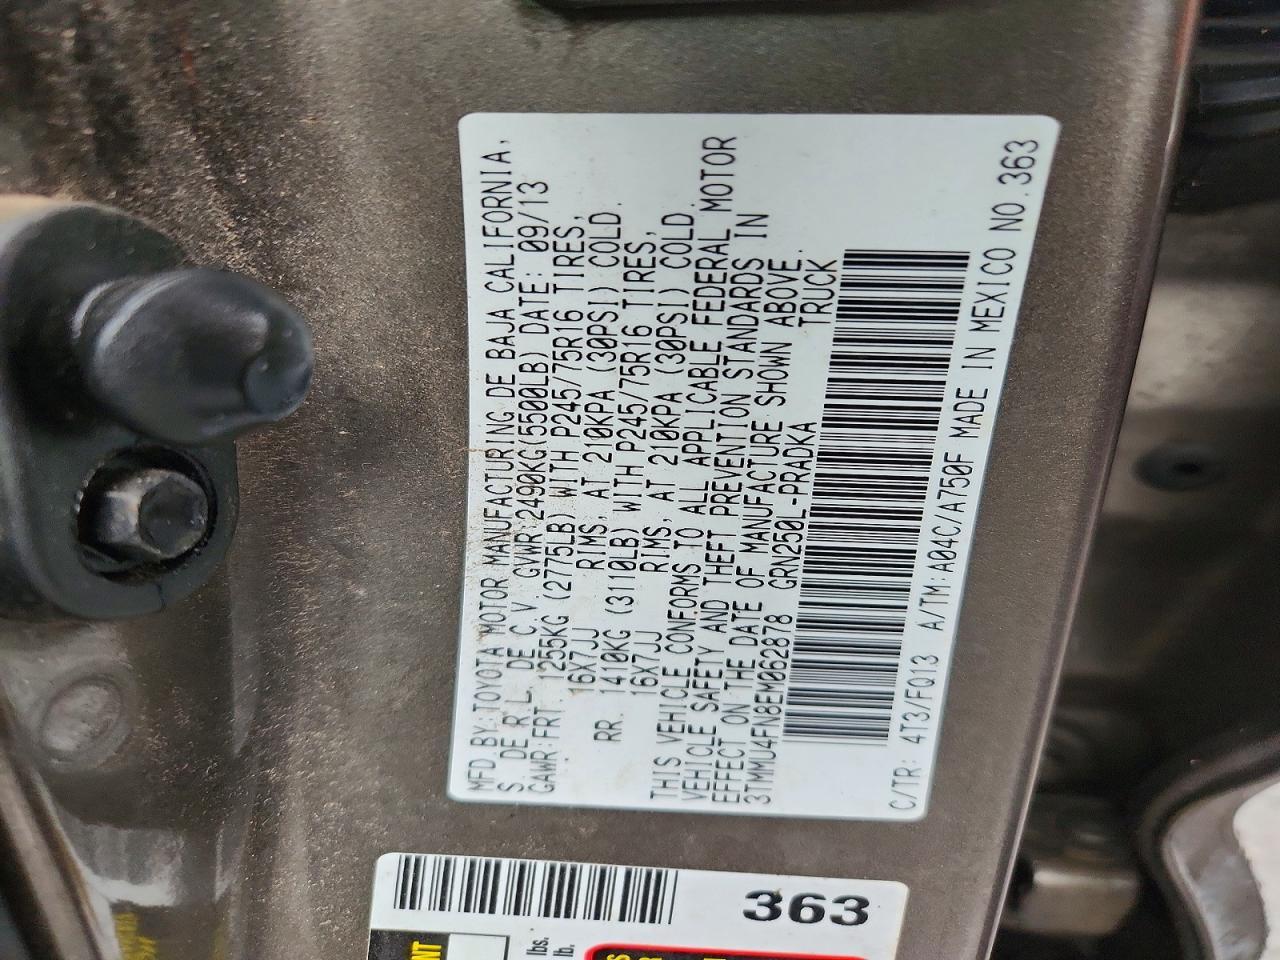 MFD BY: TOYOTA MOTOR MANUFACTURING DE BAJA CALIFORNIA,
S. DE R.L. DE C.V. GVWR 2490KG(5500LB) DATE: 09/13
GAWR:FRT. 1255KG (2775LB) WITH P245/75R16 TIRES,
16X7JJ RIMS, AT 210KPA (30PSI) COLD.
RR. 1410KG (3110LB) WITH P245/75R16 TIRES,
16X7JJ RIMS, AT 210KPA (30PSI) COLD.
THIS VEHICLE CONFORMS TO ALL APPLICABLE FEDERAL MOTOR
VEHICLE SAFETY AND THEFT PREVENTION STANDARDS IN
EFFECT ON THE DATE OF MANUFACTURE SHOWN ABOVE.
3TMMU4FN8EM062878 GRN250L-PRADKA TRUCK
C/TR: 4T3/FQ13 A/TM:A04C/A750F MADE IN MEXICO NO.363
363
lbs.
lb.